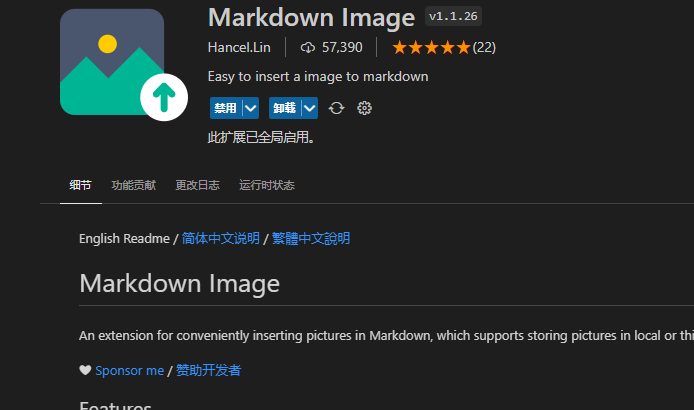 Markdown Image v1.1.26
Hancel.Lin 57,390 (22)
Easy to insert a image to markdown
禁用 卸载
此扩展已全局启用。
细节 功能贡献 更改日志 运行时状态
English Readme / 简体中文说明 / 繁體中文說明
Markdown Image
An extension for conveniently inserting pictures in Markdown, which supports storing pictures in local or
Sponsor me / 赞助开发者
Features